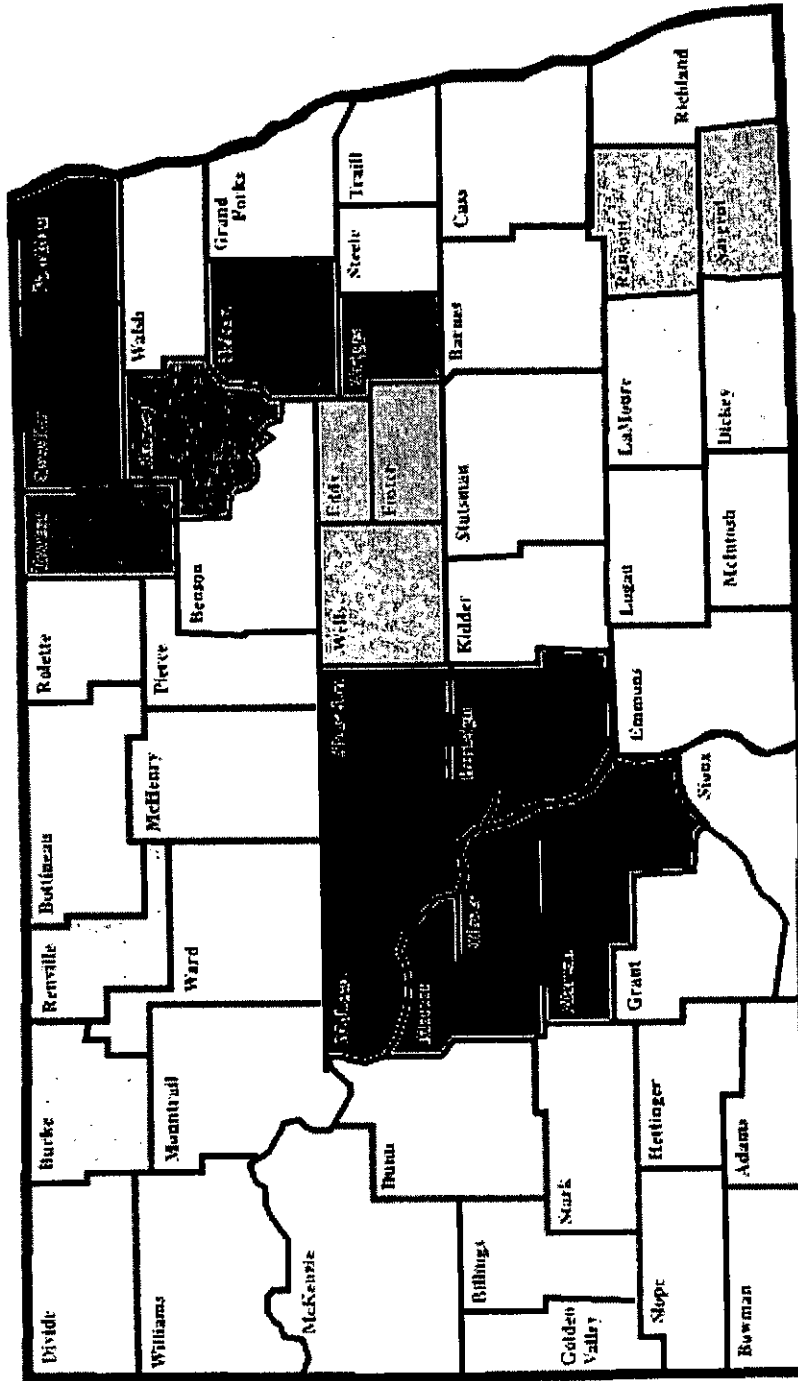 Divide
Burke
Renville
Bottineau
Rolette
Towner
Cavalier
Pembina
Williams
Mountrail
Ward
McHenry
Pierce
Benson
Ramsey
Walsh
McKenzie
Dunn
McLean
Mercer
Oliver
Sheridan
Wells
Eddy
Foster
Griggs
Steele
Traill
Grand
Forks
Golden
Valley
Billings
Stark
Morton
Burleigh
Kidder
Stutsman
Barnes
Cass
Slope
Hettinger
Grant
Sioux
Emmons
Logan
LaMoure
Ransom
Richland
Bowman
Adams
McIntosh
Dickey
Sargent